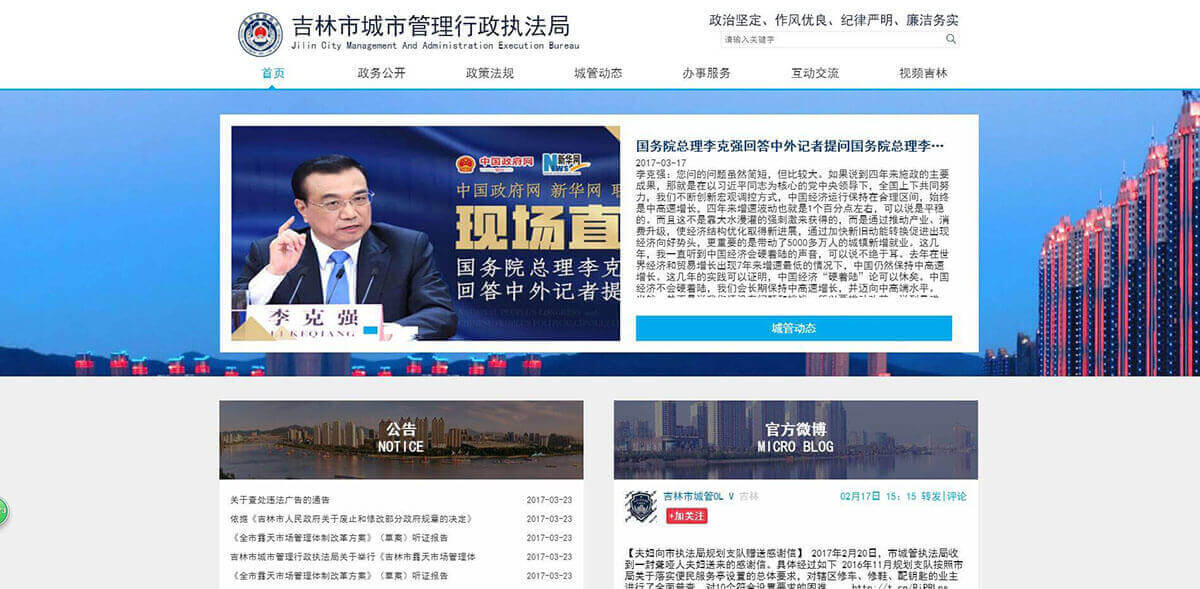 吉林市城市管理行政执法局
Jilin City Management And Administration Execution Bureau
政治坚定、作风优良、纪律严明、廉洁务实
请输入关键字
首页 政务公开 政策法规 城管动态 办事服务 互动交流 视频吉林
中国政府网 新华网 NEWS
中国政府网 新华网 联
现场直
国务院总理李克
回答中外记者提
李克强
LI KEQIANG
国务院总理李克强回答中外记者提问国务院总理李…
2017-03-17
李克强：您问的问题虽然简短，但比较大。如果说到四年来施政的主要
成果，那就是在以习近平同志为核心的党中央领导下，全国上下共同努
力，我们不断创新宏观调控方式，中国经济运行保持在合理区间，始终
是中高速增长，四年来增速波动也就是1个百分点左右，可以说是平稳
的。而且这不是靠大水漫灌的强刺激来获得的，而是通过推动产业、消
费升级，使经济结构优化取得新进展，通过加快新旧动能转换促进出现
经济向好势头，更重要的是带动了5000多万人的城镇新增就业。这几
年，我一直听到中国经济会硬着陆的声音，可以说不绝于耳。去年在世
界经济和贸易增长出现7年来增速最低的情况下，中国仍然保持中高速
增长。这几年的实践可以证明，中国经济“硬着陆”论可以休矣。中国经
济不会硬着陆，我们会长期保持中高速增长，并迈向中高端水平。
城管动态
公告
NOTICE
关于查处违法广告的通告 2017-03-23
依据《吉林市人民政府关于废止和修改部分政府规章的决定》 2017-03-23
《全市露天市场管理体制改革方案》（草案）听证报告 2017-03-23
吉林市城市管理行政执法局关于举行《吉林市露天市场管理体 2017-03-23
《全市露天市场管理体制改革方案》（草案）听证报告 2017-03-23
官方微博
MICRO BLOG
吉林市城管OL V 吉林 02月17日 15：15 转发|评论
+加关注
【夫妇向市执法局规划支队赠送感谢信】 2017年2月20日，市城管执法局收
到一封聋哑人夫妇送来的感谢信。具体经过如下 2016年11月规划支队按照市
局关于落实便民服务亭设置的总体要求，对辖区修车、修鞋、配钥匙的业主
进行了全面普查，对10个符合设置要求的困难